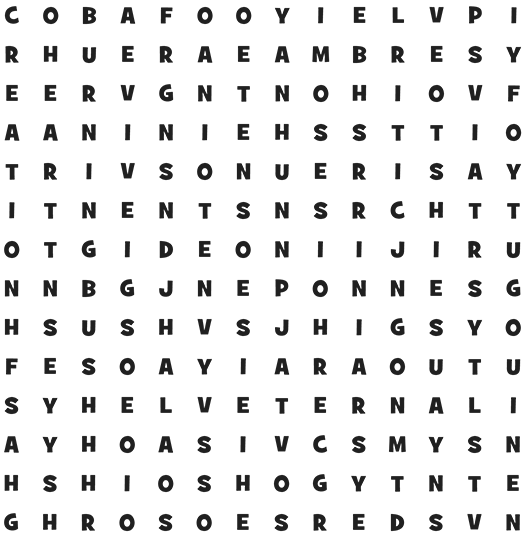 C O B A F O O Y I E L V P I
R H U E R A E A M B R E S Y
E E R V G N T N O H I O V F
A A N I N I E H S S T T I O
T R I V S O N U E R I S A Y
I T N E N T S N S R C H T T
O T G I D E O N I I J I R U
N N B G J N E P O N N E S G
H S U S H V S J H I G S Y O
F E S O A Y I A R A O U T U
S Y H E L V E T E R N A L I
A Y H O A S I V C S M Y S N
H S H I O S H O G Y T N T E
G H R O S O E S R E D S V N